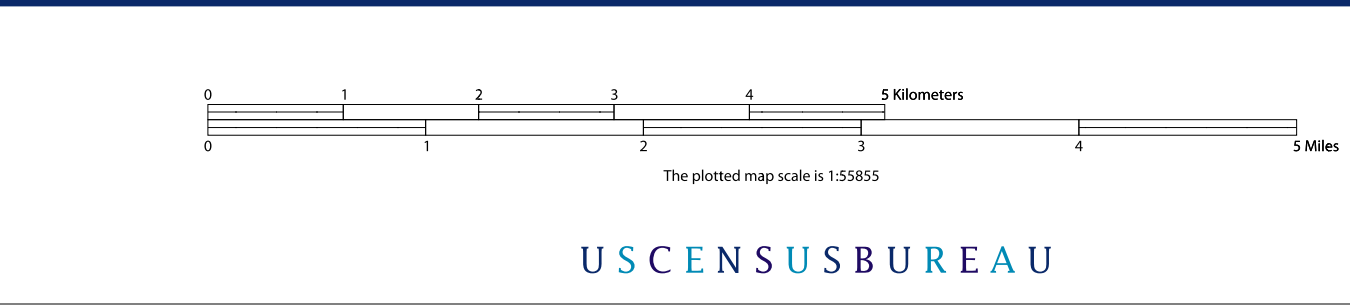 0 1 2 3 4 5 Kilometers
0 1 2 3 4 5 Miles
The plotted map scale is 1:55855
USCENSUSBUREAU